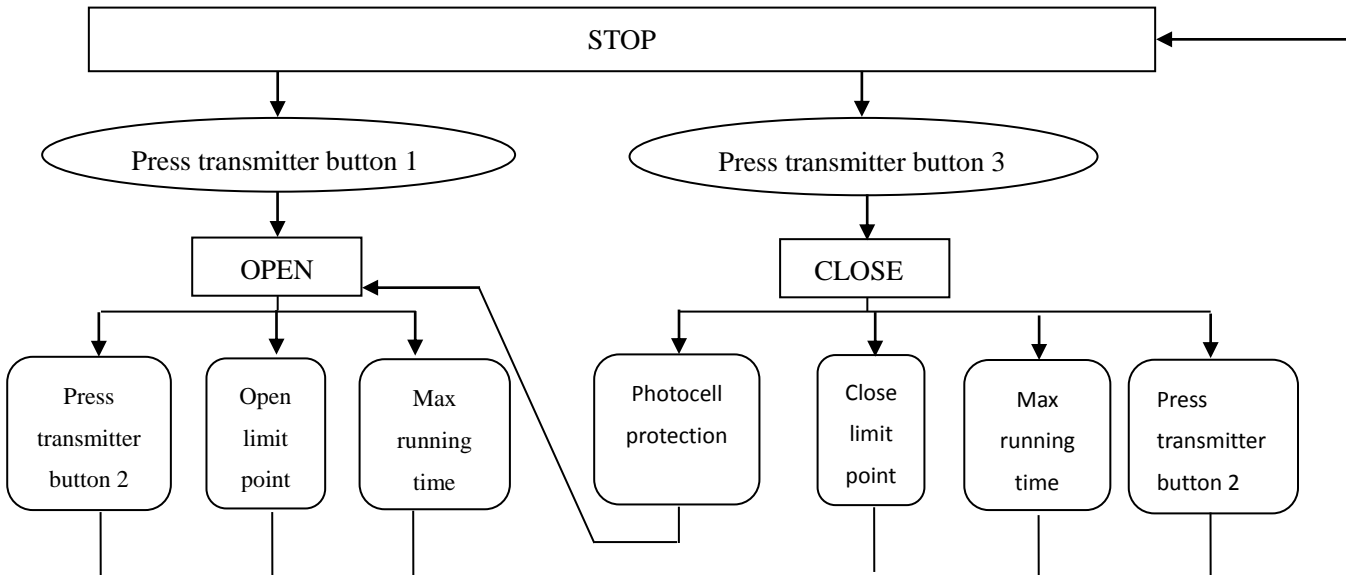 STOP
Press transmitter button 1
Press transmitter button 3
OPEN
CLOSE
Press
transmitter
button 2
Open
limit
point
Max
running
time
Photocell
protection
Close
limit
point
Max
running
time
Press
transmitter
button 2